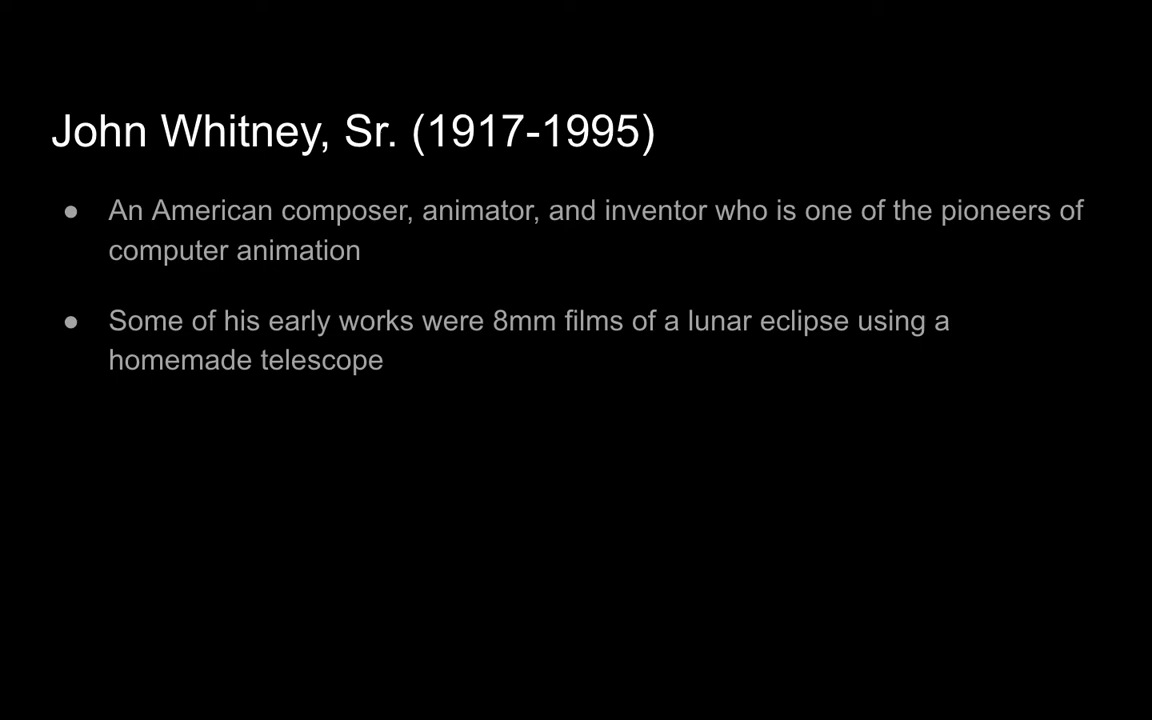 John Whitney, Sr. (1917-1995)
● An American composer, animator, and inventor who is one of the pioneers of
computer animation
● Some of his early works were 8mm films of a lunar eclipse using a
homemade telescope